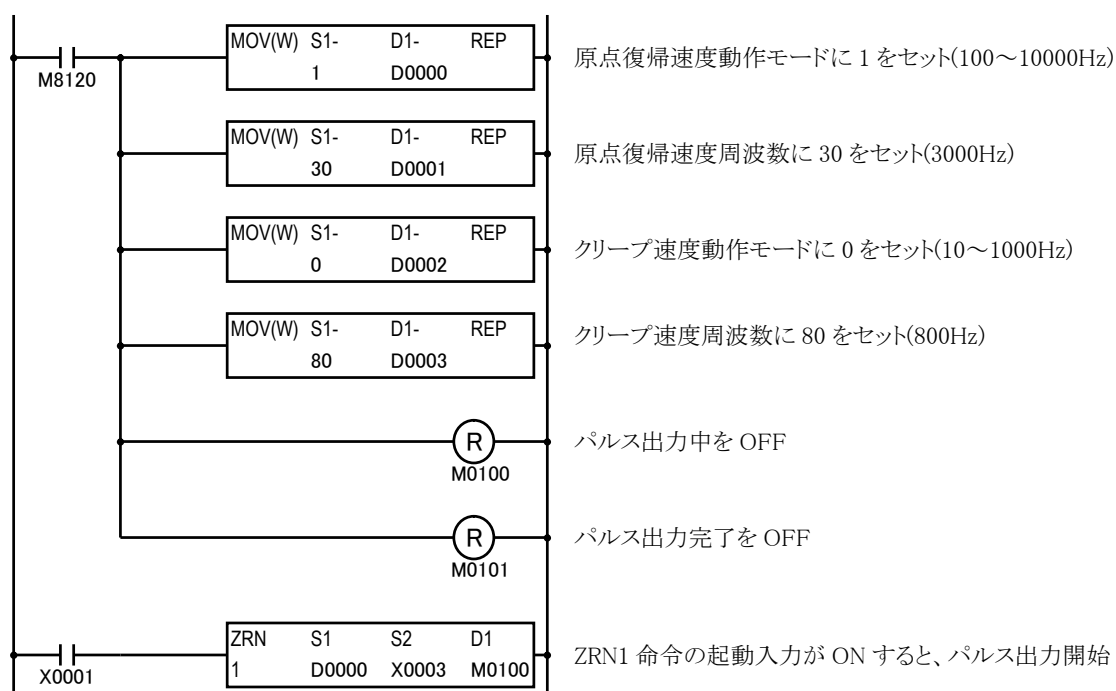 MOV(W) S1- D1- REP
1 D0000
M8120
原点復帰速度動作モードに 1 をセット(100～10000Hz)
MOV(W) S1- D1- REP
30 D0001
原点復帰速度周波数に 30 をセット(3000Hz)
MOV(W) S1- D1- REP
0 D0002
クリープ速度動作モードに 0 をセット(10～1000Hz)
MOV(W) S1- D1- REP
80 D0003
クリープ速度周波数に 80 をセット(800Hz)
R
M0100
パルス出力中を OFF
R
M0101
パルス出力完了を OFF
ZRN S1 S2 D1
1 D0000 X0003 M0100
X0001
ZRN1 命令の起動入力が ON すると、パルス出力開始